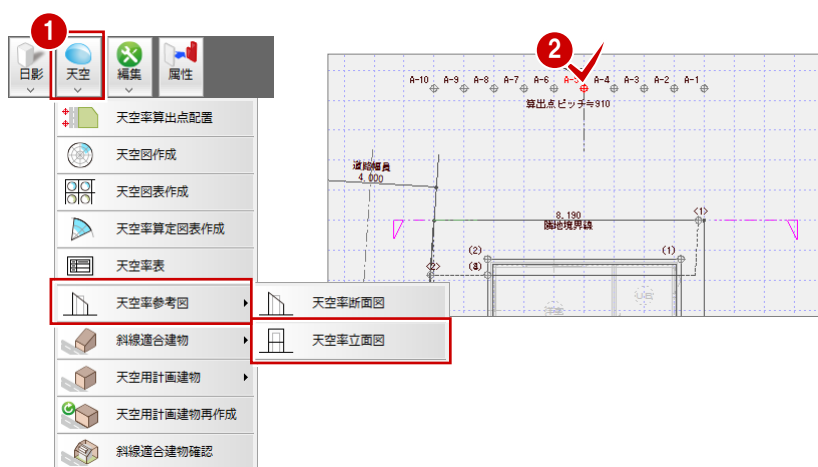 1
2
日影
天空
編集
属性
天空率算出点配置
天空図作成
天空図表作成
天空率算定図表作成
天空率表
天空率参考図
斜線適合建物
天空用計画建物
天空用計画建物再作成
斜線適合建物確認
天空率断面図
天空率立面図
A-10 A-9 A-8 A-7 A-6 A-5 A-4 A-3 A-2 A-1
算出点ピッチ≒910
道路幅員
4,000
8,190
隣地境界線
<1>
(2)
(1)
<2>